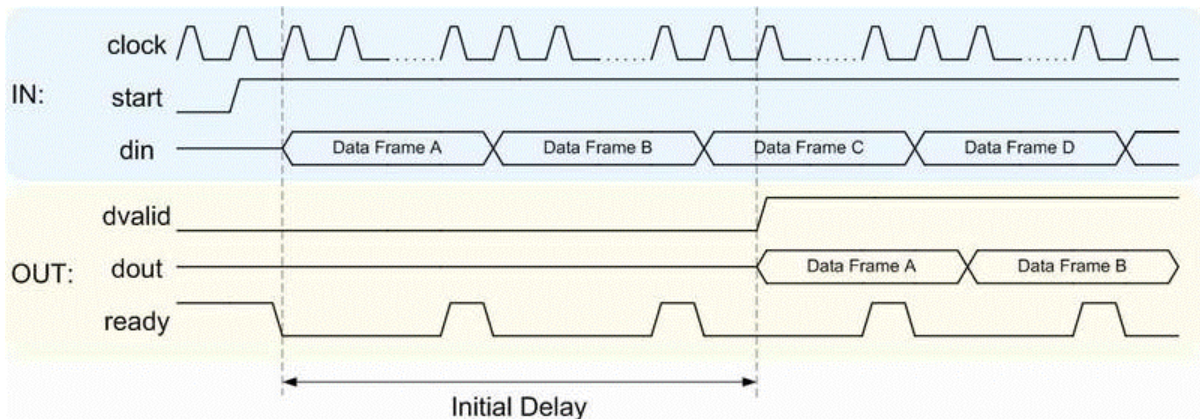 clock
IN:
start
din
Data Frame A
Data Frame B
Data Frame C
Data Frame D
dvalid
OUT:
dout
Data Frame A
Data Frame B
ready
Initial Delay